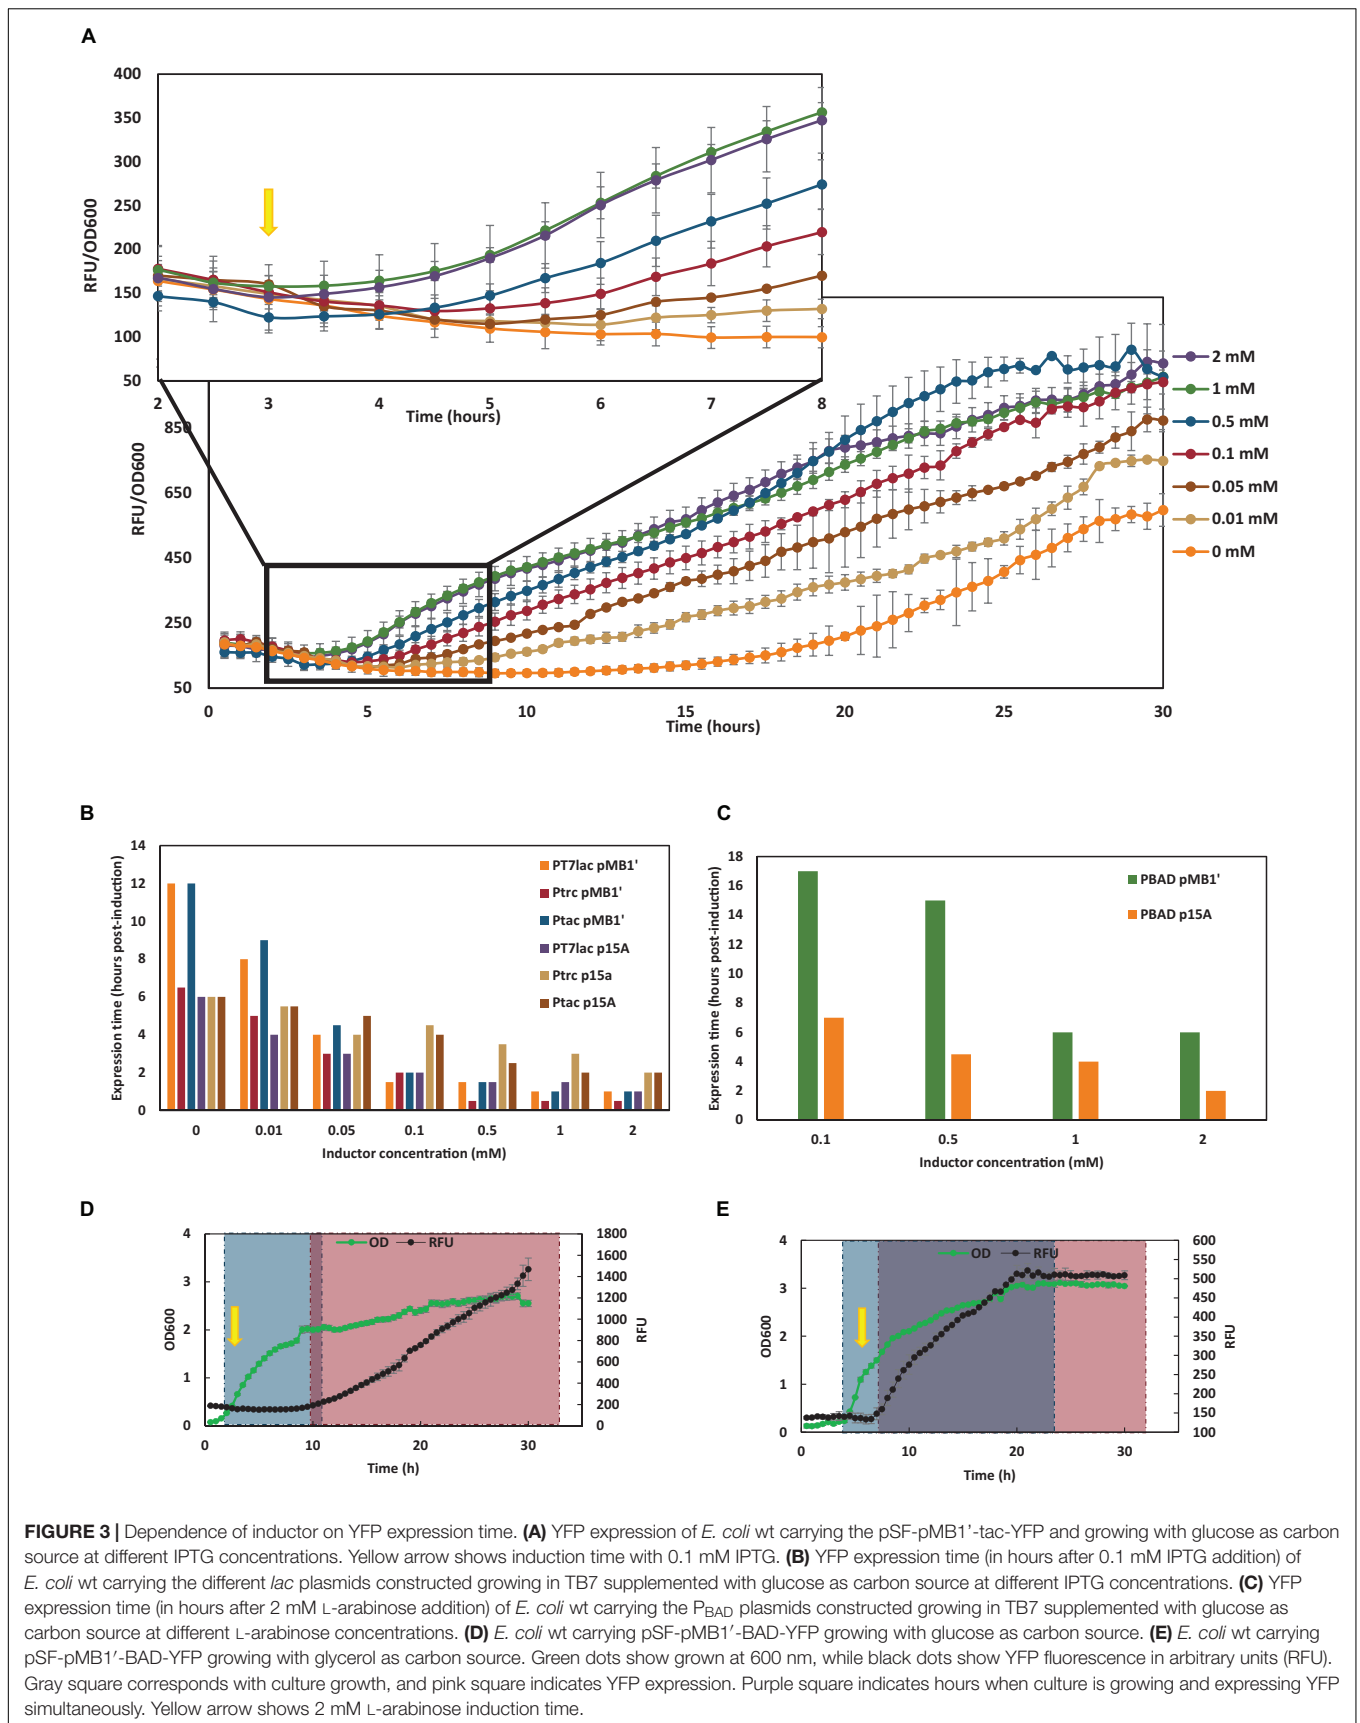 A
400
350
300
250
200
150
100
50
RFU/OD600
2 3 4 5 6 7 8
Time (hours)
850
650
450
250
50
RFU/OD600
0 5 10 15 20 25 30
Time (hours)
2 mM
1 mM
0.5 mM
0.1 mM
0.05 mM
0.01 mM
0 mM
B
14
12
10
8
6
4
2
0
Expression time (hours post-induction)
PT7lac pMB1'
Ptrc pMB1'
Ptac pMB1'
PT7lac p15A
Ptrc p15a
Ptac p15A
0 0.01 0.05 0.1 0.5 1 2
Inductor concentration (mM)
C
18
16
14
12
10
8
6
4
2
0
Expression time (hours post-induction)
PBAD pMB1'
PBAD p15A
0.1 0.5 1 2
Inductor concentration (mM)
D
4
3
2
1
0
OD600
OD RFU
1800
1600
1400
1200
1000
800
600
400
200
0
RFU
0 10 20 30
Time (h)
E
4
3
2
1
0
OD600
OD RFU
600
550
500
450
400
350
300
250
200
150
100
RFU
0 10 20 30
Time (h)
FIGURE 3 | Dependence of inductor on YFP expression time. (A) YFP expression of E. coli wt carrying the pSF-pMB1'-tac-YFP and growing with glucose as carbon
source at different IPTG concentrations. Yellow arrow shows induction time with 0.1 mM IPTG. (B) YFP expression time (in hours after 0.1 mM IPTG addition) of
E. coli wt carrying the different lac plasmids constructed growing in TB7 supplemented with glucose as carbon source at different IPTG concentrations. (C) YFP
expression time (in hours after 2 mM L-arabinose addition) of E. coli wt carrying the PBAD plasmids constructed growing in TB7 supplemented with glucose as
carbon source at different L-arabinose concentrations. (D) E. coli wt carrying pSF-pMB1′-BAD-YFP growing with glucose as carbon source. (E) E. coli wt carrying
pSF-pMB1′-BAD-YFP growing with glycerol as carbon source. Green dots show grown at 600 nm, while black dots show YFP fluorescence in arbitrary units (RFU).
Gray square corresponds with culture growth, and pink square indicates YFP expression. Purple square indicates hours when culture is growing and expressing YFP
simultaneously. Yellow arrow shows 2 mM L-arabinose induction time.